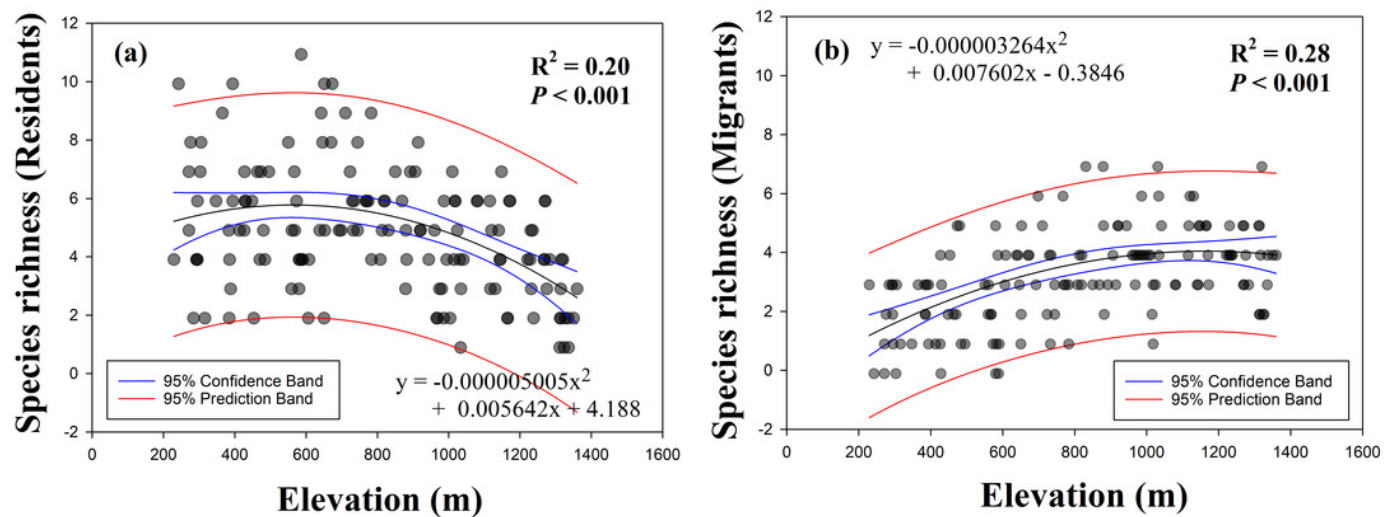 12
10
8
6
4
2
0
-2
Species richness (Residents)
(a)
R² = 0.20
P < 0.001
95% Confidence Band
95% Prediction Band
y = -0.000005005x²
+ 0.005642x + 4.188
0 200 400 600 800 1000 1200 1400 1600
Elevation (m)
12
10
8
6
4
2
0
-2
Species richness (Migrants)
(b)
y = -0.000003264x²
+ 0.007602x - 0.3846
R² = 0.28
P < 0.001
95% Confidence Band
95% Prediction Band
0 200 400 600 800 1000 1200 1400 1600
Elevation (m)